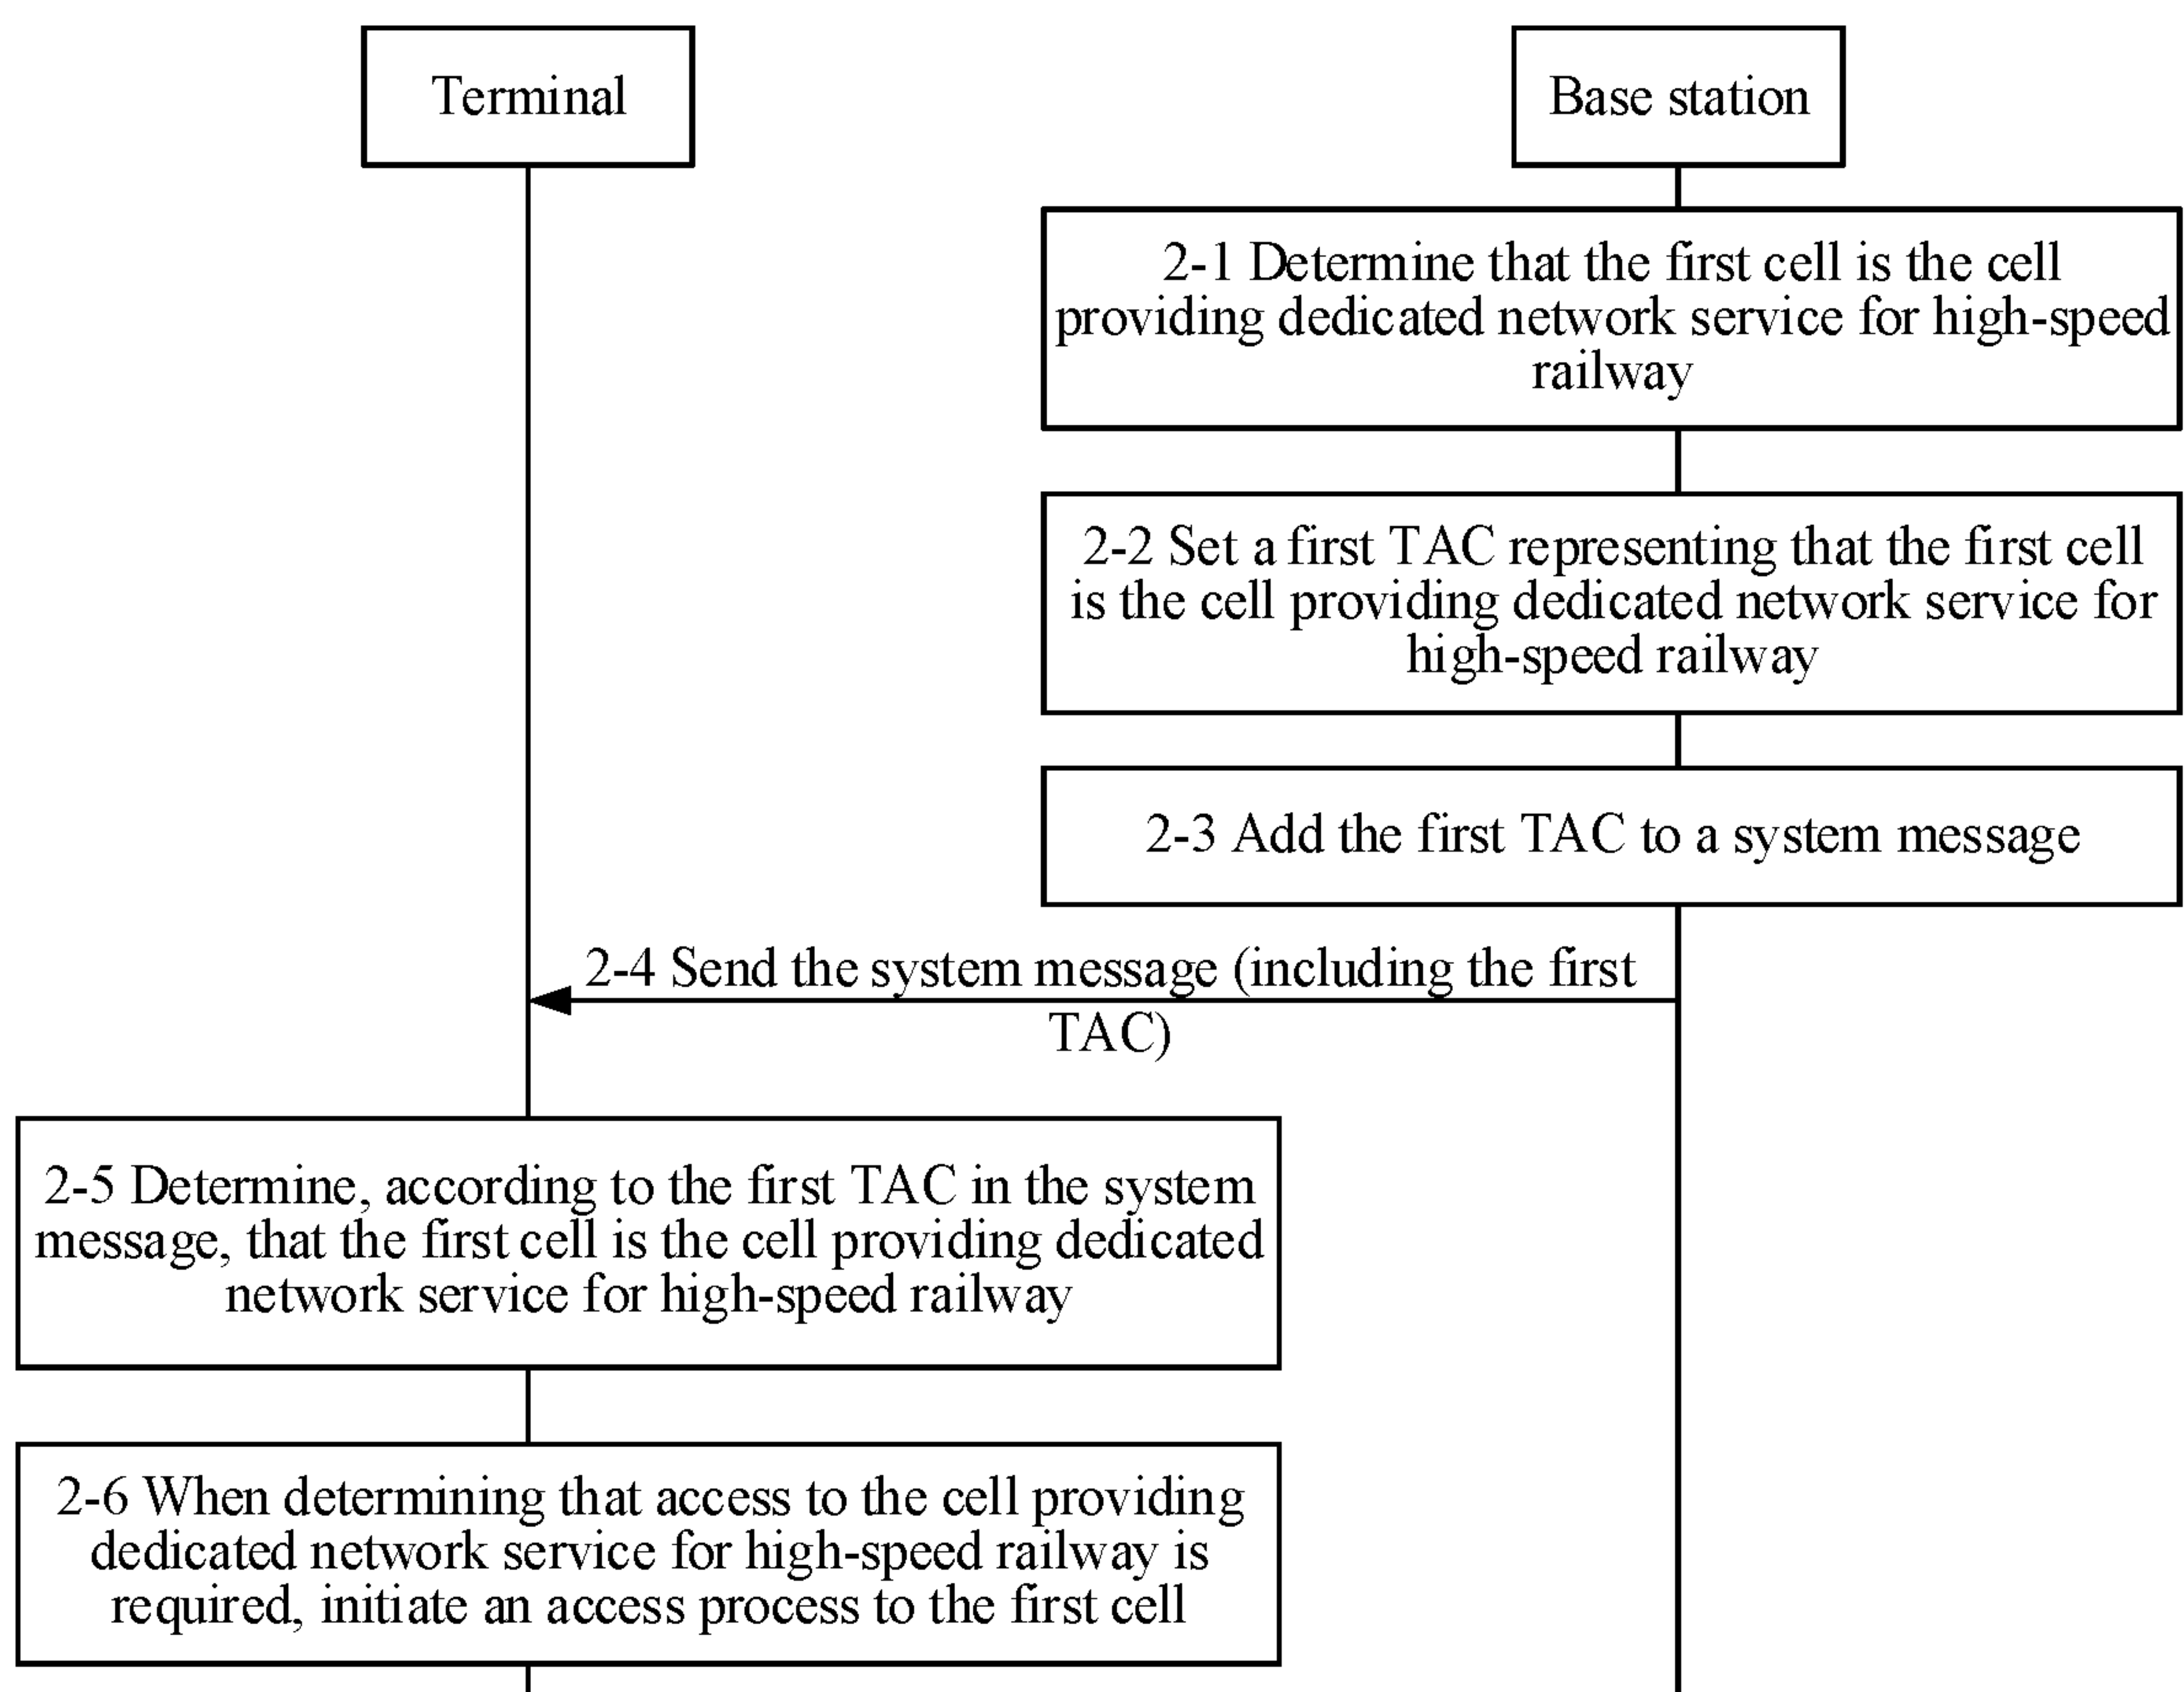 Terminal
Base station
2-1 Determine that the first cell is the cell
providing dedicated network service for high-speed
railway
2-2 Set a first TAC representing that the first cell
is the cell providing dedicated network service for
high-speed railway
2-3 Add the first TAC to a system message
2-4 Send the system message (including the first
TAC)
2-5 Determine, according to the first TAC in the system
message, that the first cell is the cell providing dedicated
network service for high-speed railway
2-6 When determining that access to the cell providing
dedicated network service for high-speed railway is
required, initiate an access process to the first cell